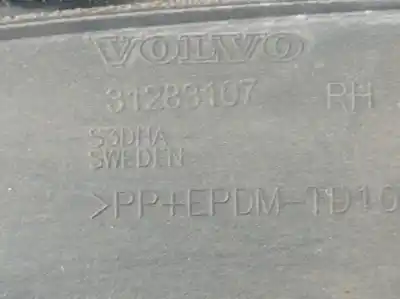 VOLVO
31283107 RH
S3DHA
SWEDEN
>PP+EPDM-TD10